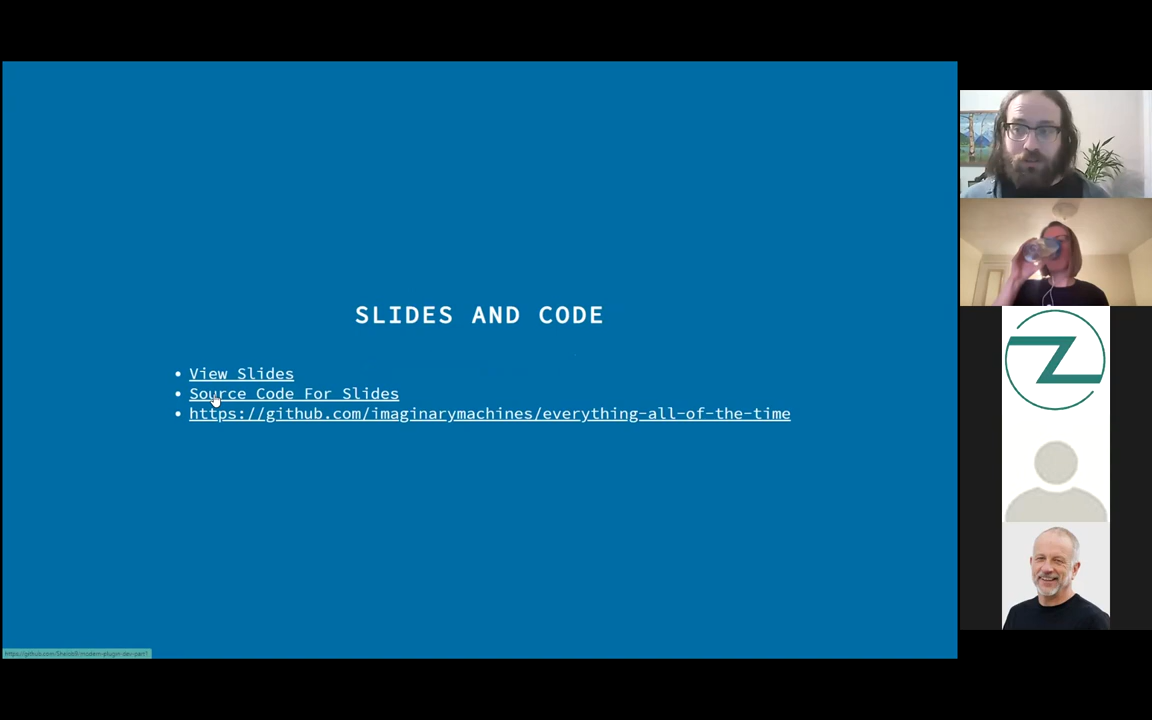 SLIDES AND CODE
View Slides
Source Code For Slides
https://github.com/imaginarymachines/everything-all-of-the-time